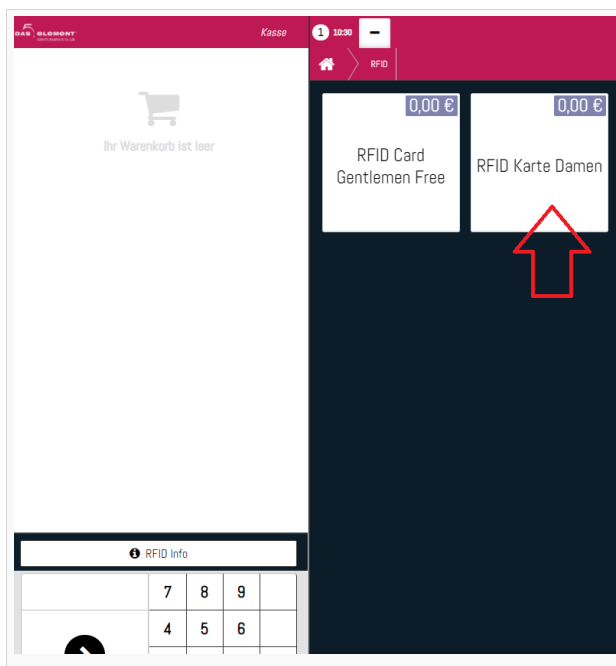 DAS 5 ELEMENT
Kasse
1 10:30
RFID
Ihr Warenkorb ist leer
0,00 €
RFID Card
Gentlemen Free
0,00 €
RFID Karte Damen
RFID Info
7 8 9
4 5 6